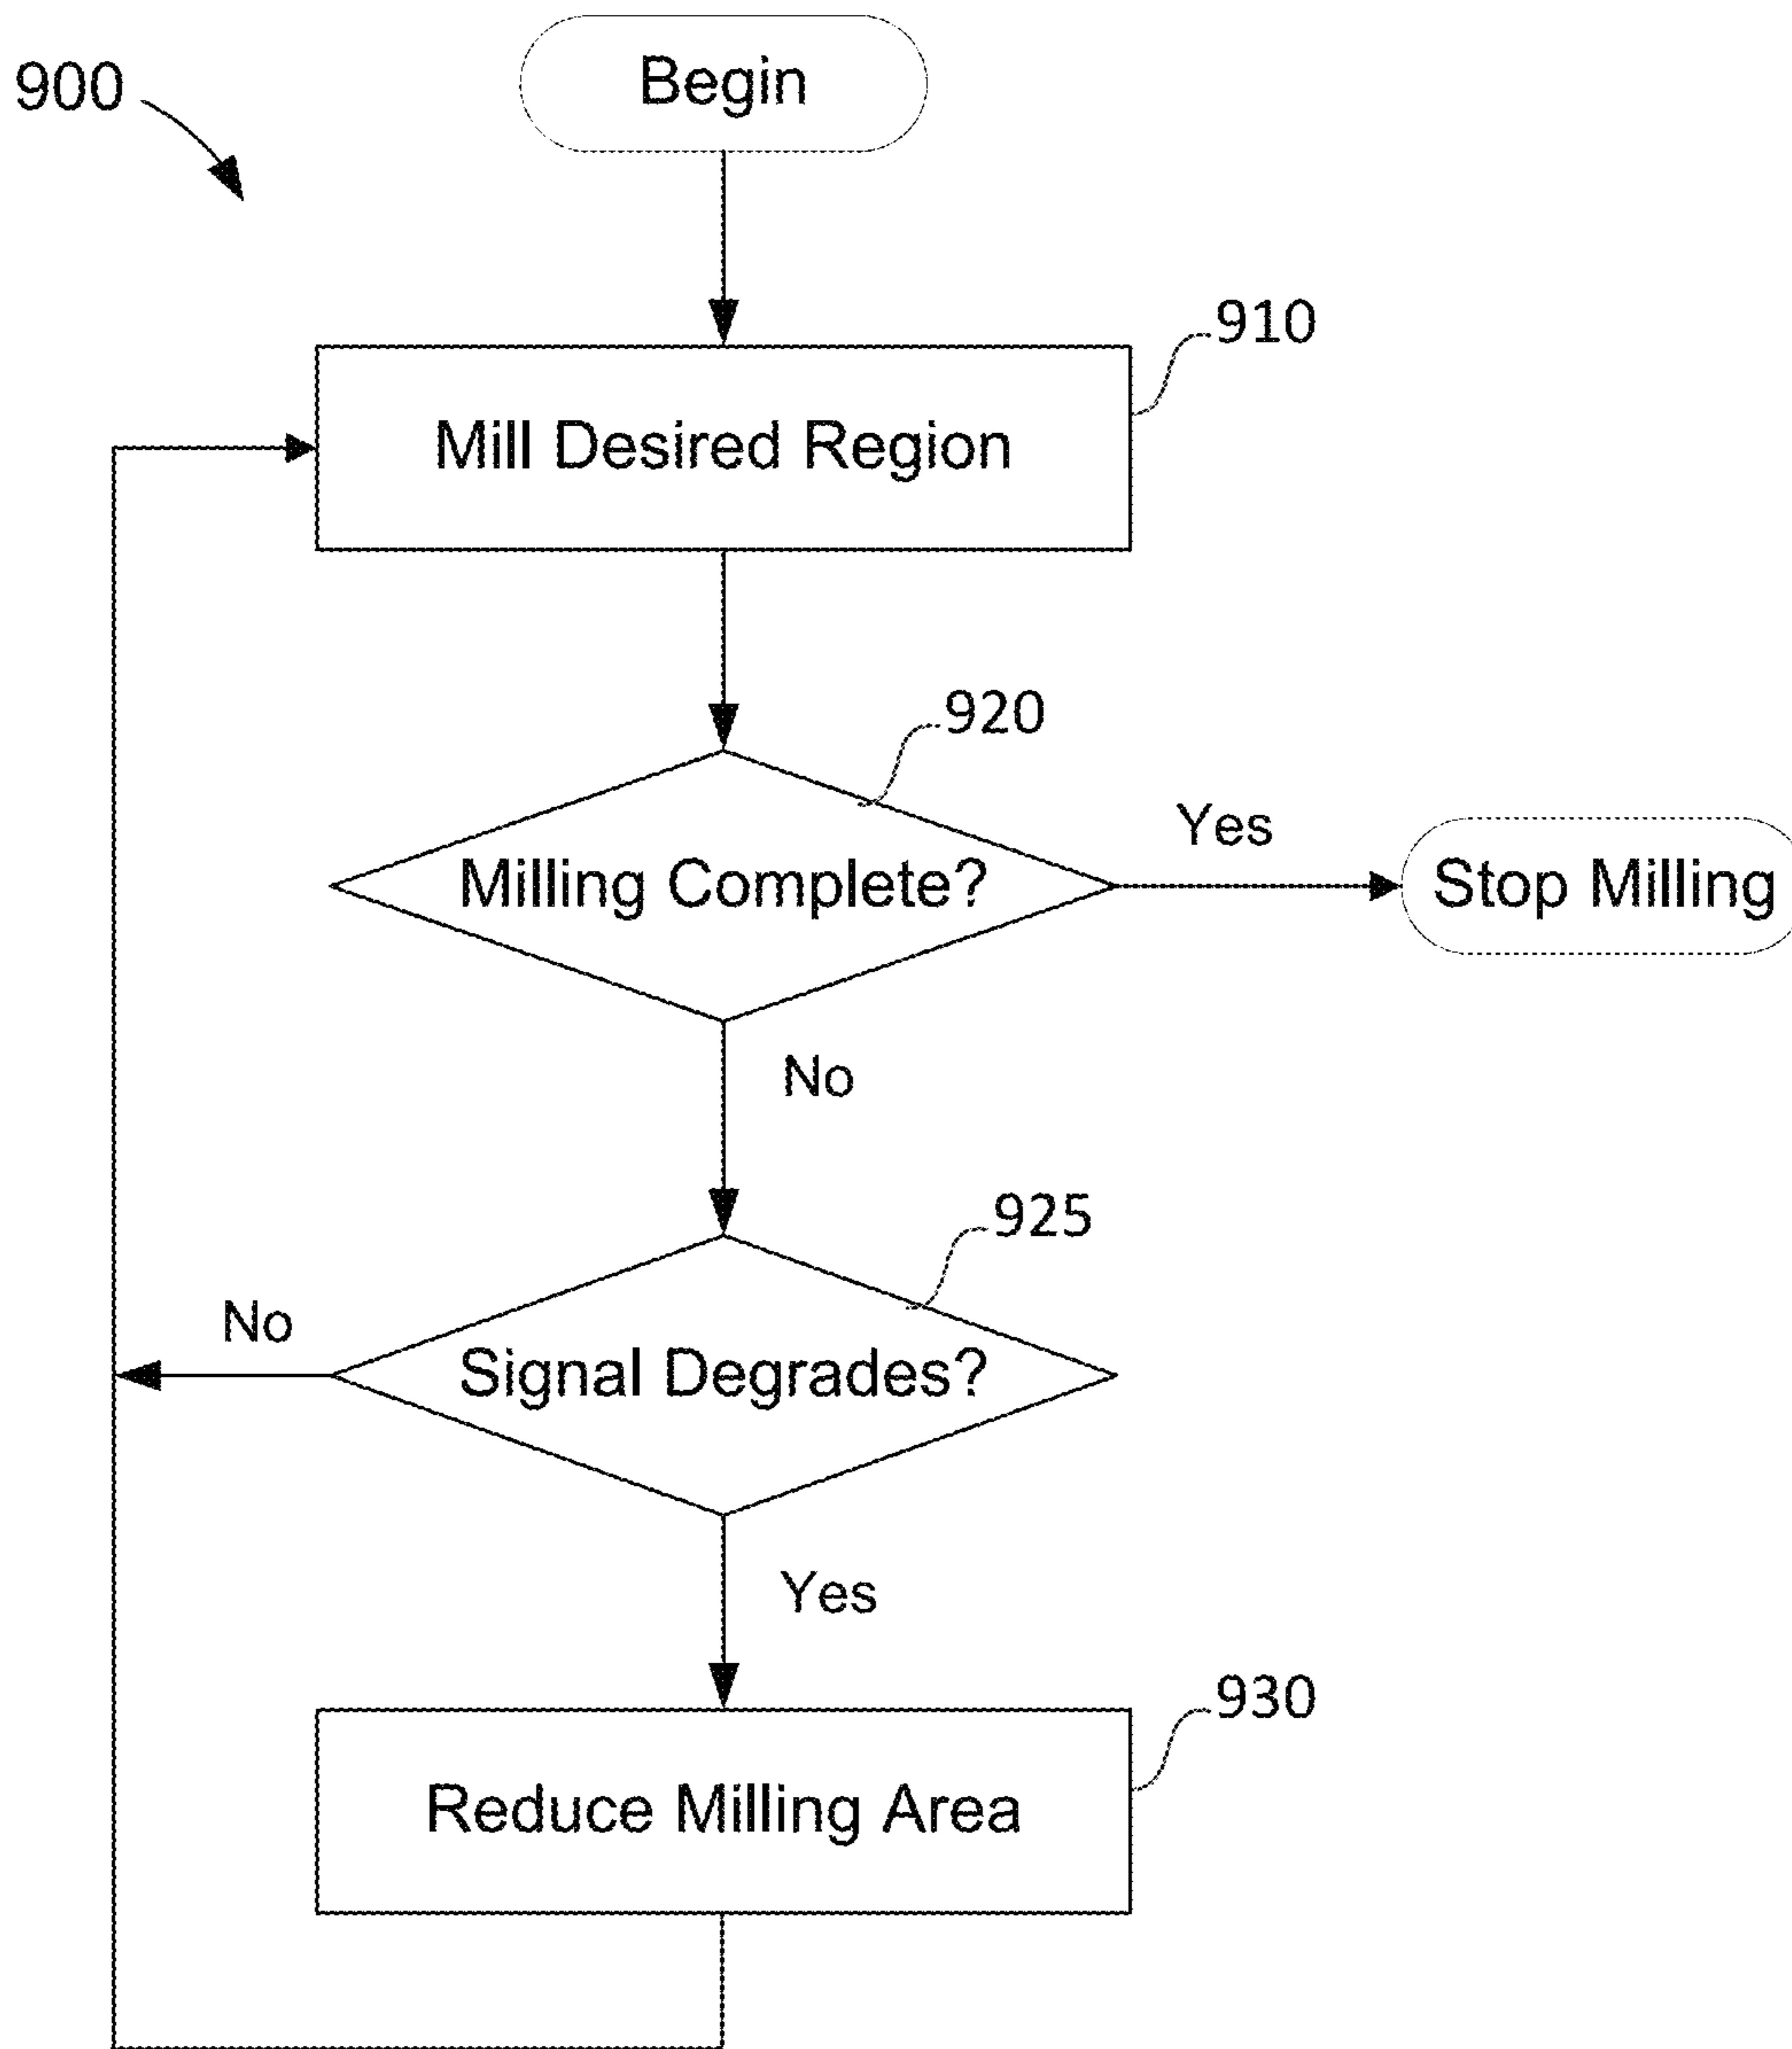 Begin
900
910
Mill Desired Region
920
Yes
Milling Complete?
Stop Milling
No
925
No
Signal Degrades?
Yes
930
Reduce Milling Area